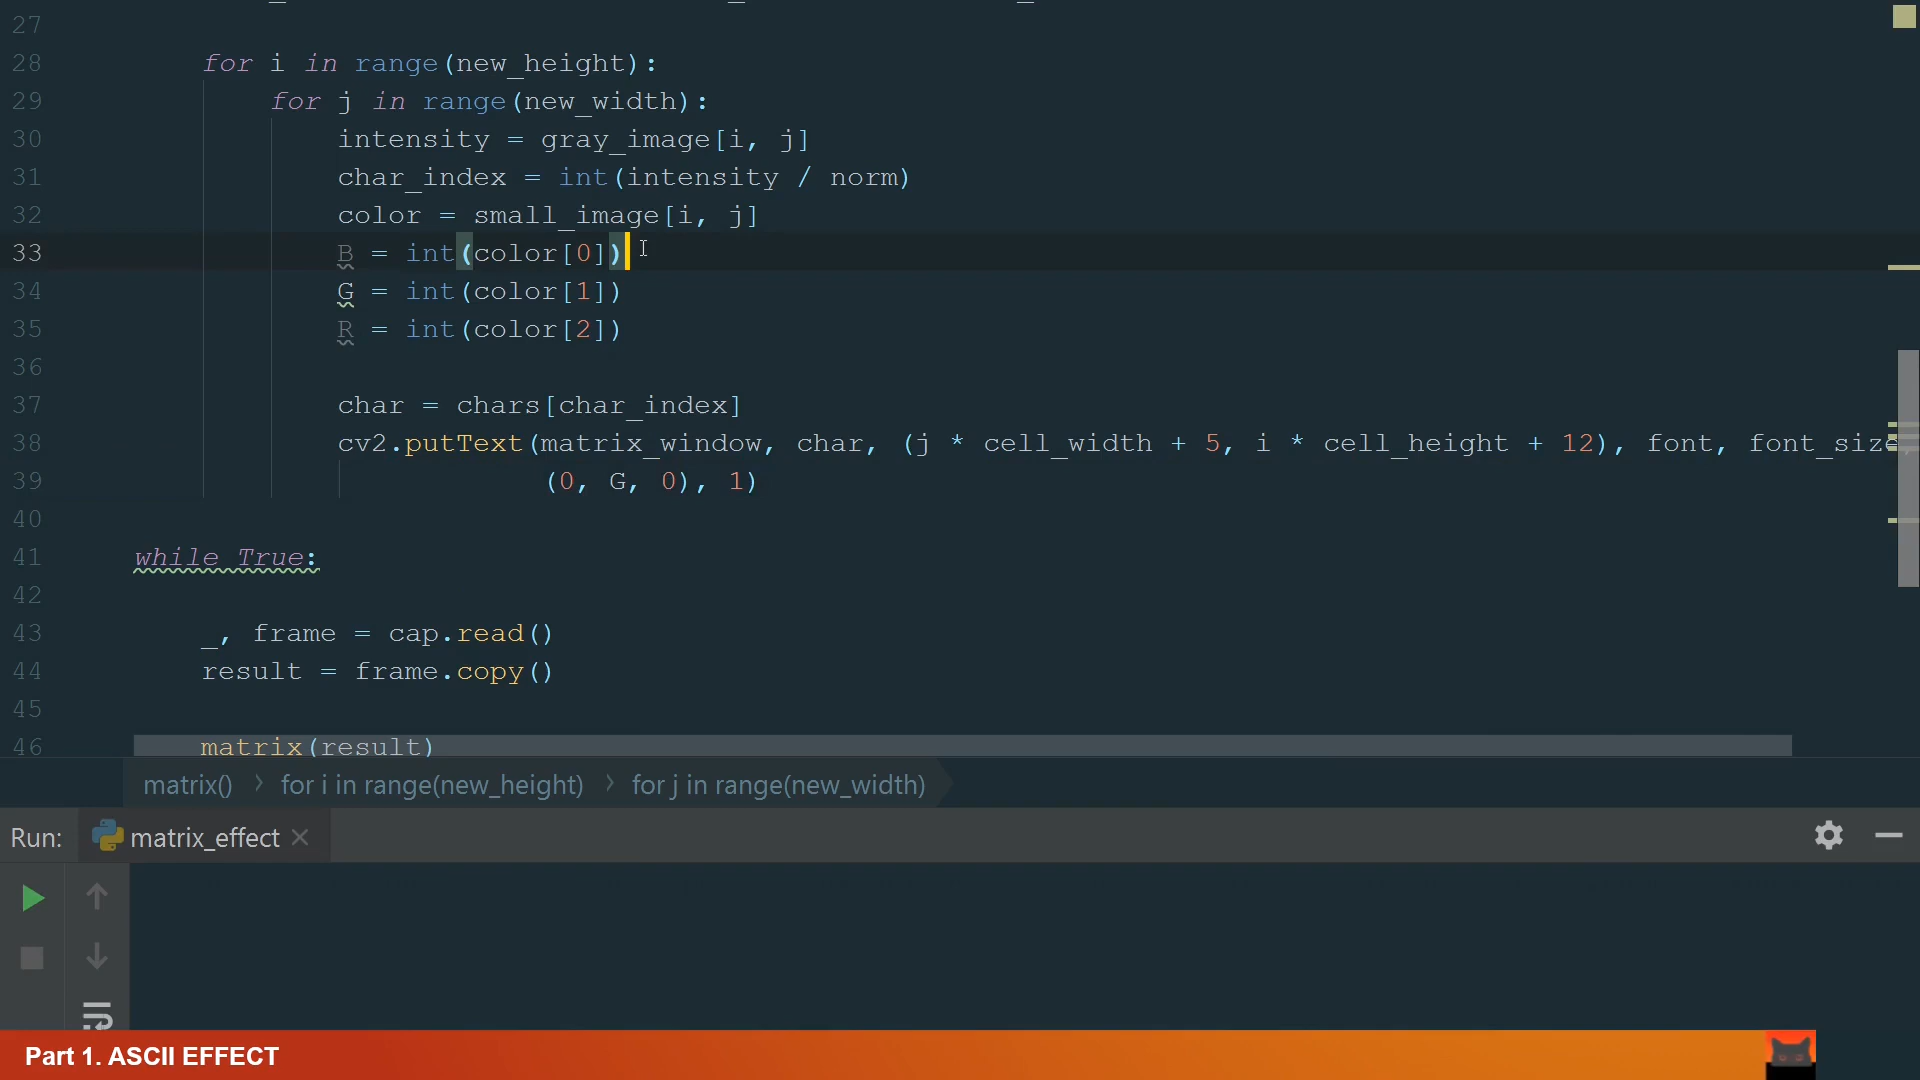 27
28 for i in range(new_height):
29 for j in range(new_width):
30 intensity = gray_image[i, j]
31 char_index = int(intensity / norm)
32 color = small_image[i, j]
33 B = int(color[0])
34 G = int(color[1])
35 R = int(color[2])
36
37 char = chars[char_index]
38 cv2.putText(matrix_window, char, (j * cell_width + 5, i * cell_height + 12), font, font_size,
39 (0, G, 0), 1)
40
41 while True:
42
43 _, frame = cap.read()
44 result = frame.copy()
45
46 matrix(result)
matrix() > for i in range(new_height) > for j in range(new_width)
Run: matrix_effect ×
Part 1. ASCII EFFECT